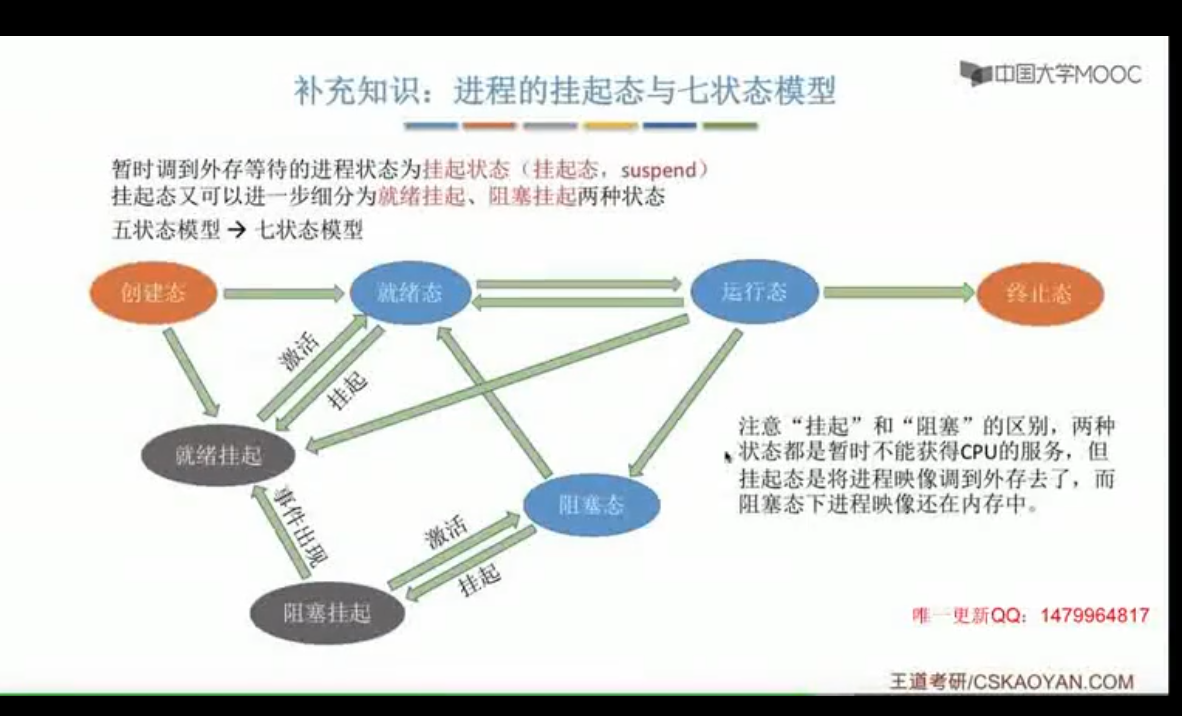 补充知识：进程的挂起态与七状态模型
中国大学MOOC
暂时调到外存等待的进程状态为挂起状态（挂起态，suspend）
挂起态又可以进一步细分为就绪挂起、阻塞挂起两种状态
五状态模型 → 七状态模型
创建态
就绪态
运行态
终止态
激活
挂起
就绪挂起
注意“挂起”和“阻塞”的区别，两种
状态都是暂时不能获得CPU的服务，但
挂起态是将进程映像调到外存去了，而
阻塞态下进程映像还在内存中。
事件出现
阻塞态
激活
挂起
阻塞挂起
唯一更新QQ：1479964817
王道考研/CSKAOYAN.COM